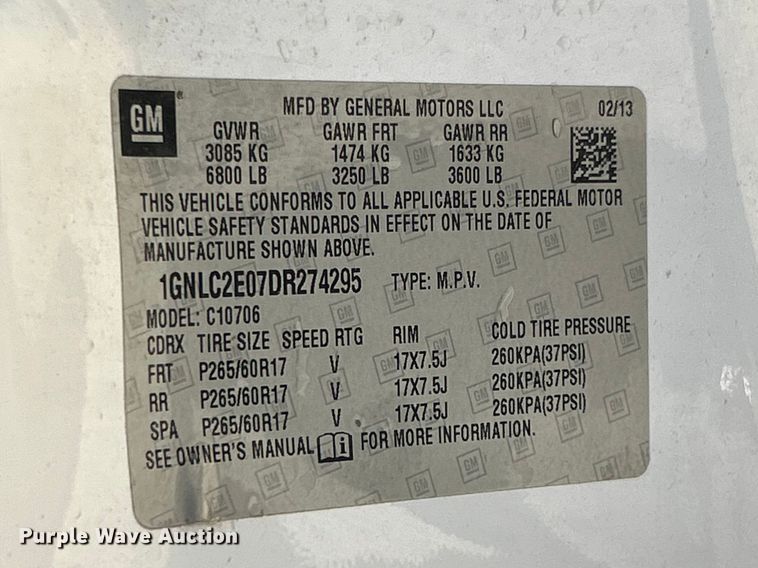 GM® MFD BY GENERAL MOTORS LLC 02/13
GVWR GAWR FRT GAWR RR
3085 KG 1474 KG 1633 KG
6800 LB 3250 LB 3600 LB
THIS VEHICLE CONFORMS TO ALL APPLICABLE U.S. FEDERAL MOTOR
VEHICLE SAFETY STANDARDS IN EFFECT ON THE DATE OF
MANUFACTURE SHOWN ABOVE.
1GNLC2E07DR274295 TYPE: M.P.V.
MODEL: C10706
CDRX TIRE SIZE SPEED RTG RIM COLD TIRE PRESSURE
FRT P265/60R17 V 17X7.5J 260KPA(37PSI)
RR P265/60R17 V 17X7.5J 260KPA(37PSI)
SPA P265/60R17 V 17X7.5J 260KPA(37PSI)
SEE OWNER'S MANUAL FOR MORE INFORMATION.
Purple Wave Auction